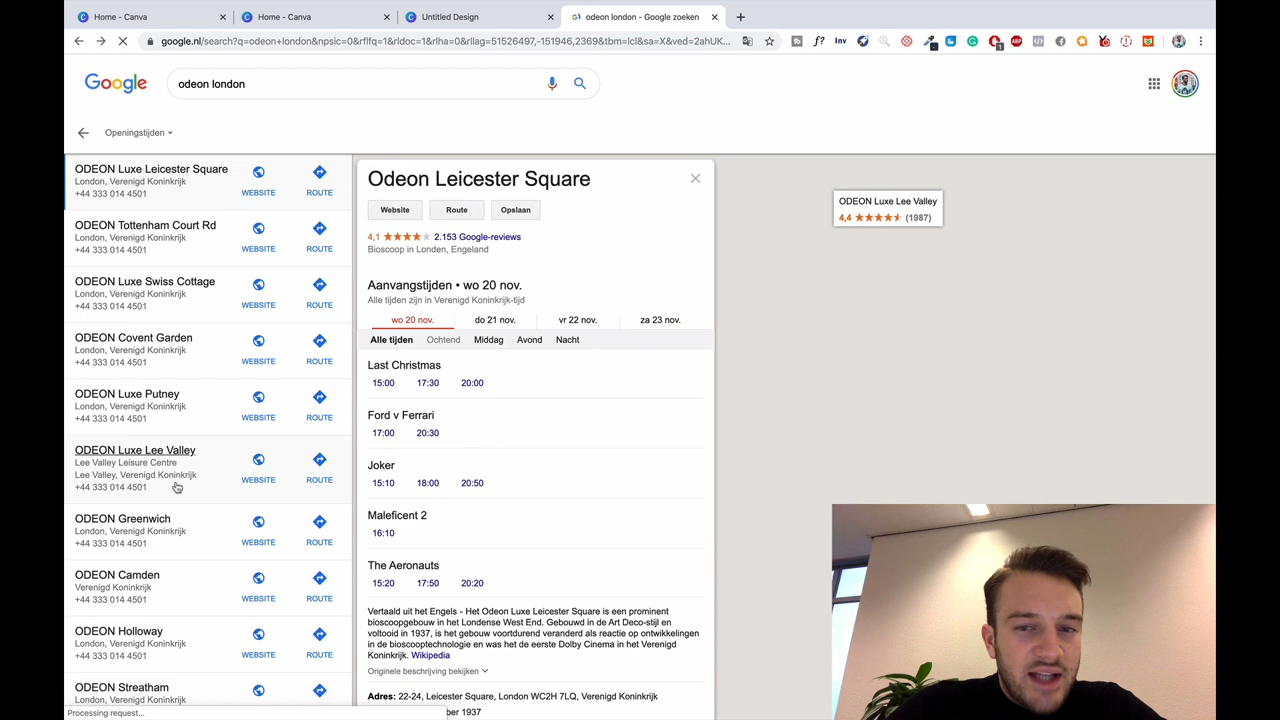 Home - Canva
Home - Canva
Untitled Design
odeon london - Google zoeken
google.nl/search?q=odeon+london&npsic=0&rflfq=1&rldoc=1&rlha=0&rllag=51526497,-151946,2369&tbm=lcl&sa=X&ved=2ahUK...
f?
Inv
ABP
1
Google
odeon london
Openingstijden
ODEON Luxe Leicester Square
London, Verenigd Koninkrijk
+44 333 014 4501
WEBSITE
ROUTE
ODEON Tottenham Court Rd
London, Verenigd Koninkrijk
+44 333 014 4501
WEBSITE
ROUTE
ODEON Luxe Swiss Cottage
London, Verenigd Koninkrijk
+44 333 014 4501
WEBSITE
ROUTE
ODEON Covent Garden
London, Verenigd Koninkrijk
+44 333 014 4501
WEBSITE
ROUTE
ODEON Luxe Putney
London, Verenigd Koninkrijk
+44 333 014 4501
WEBSITE
ROUTE
ODEON Luxe Lee Valley
Lee Valley Leisure Centre
Lee Valley, Verenigd Koninkrijk
+44 333 014 4501
WEBSITE
ROUTE
ODEON Greenwich
London, Verenigd Koninkrijk
+44 333 014 4501
WEBSITE
ROUTE
ODEON Camden
Verenigd Koninkrijk
+44 333 014 4501
WEBSITE
ROUTE
ODEON Holloway
London, Verenigd Koninkrijk
+44 333 014 4501
WEBSITE
ROUTE
ODEON Streatham
London, Verenigd Koninkrijk
Processing request...
Odeon Leicester Square
Website
Route
Opslaan
4,1
2.153 Google-reviews
Bioscoop in Londen, Engeland
Aanvangstijden • wo 20 nov.
Alle tijden zijn in Verenigd Koninkrijk-tijd
wo 20 nov.
do 21 nov.
vr 22 nov.
za 23 nov.
Alle tijden
Ochtend
Middag
Avond
Nacht
Last Christmas
15:00 17:30 20:00
Ford v Ferrari
17:00 20:30
Joker
15:10 18:00 20:50
Maleficent 2
16:10
The Aeronauts
15:20 17:50 20:20
Vertaald uit het Engels - Het Odeon Luxe Leicester Square is een prominent
bioscoopgebouw in het Londense West End. Gebouwd in de Art Deco-stijl en
voltooid in 1937, is het gebouw voortdurend veranderd als reactie op ontwikkelingen
in de bioscooptechnologie en was het de eerste Dolby Cinema in het Verenigd
Koninkrijk. Wikipedia
Originele beschrijving bekijken
Adres: 22-24, Leicester Square, London WC2H 7LQ, Verenigd Koninkrijk
ber 1937
ODEON Luxe Lee Valley
4,4 (1987)